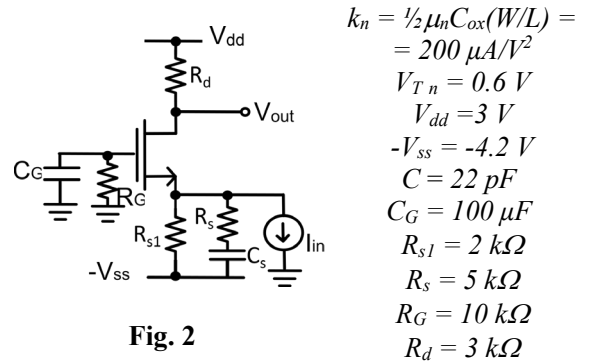 Vdd
Rd
Vout
CG
RG
Rs1
Rs
Cs
Iin
-Vss
Fig. 2
kn = ½μnCox(W/L) =
= 200 μA/V²
VT n = 0.6 V
Vdd =3 V
-Vss = -4.2 V
C = 22 pF
CG = 100 μF
Rs1 = 2 kΩ
Rs = 5 kΩ
RG = 10 kΩ
Rd = 3 kΩ